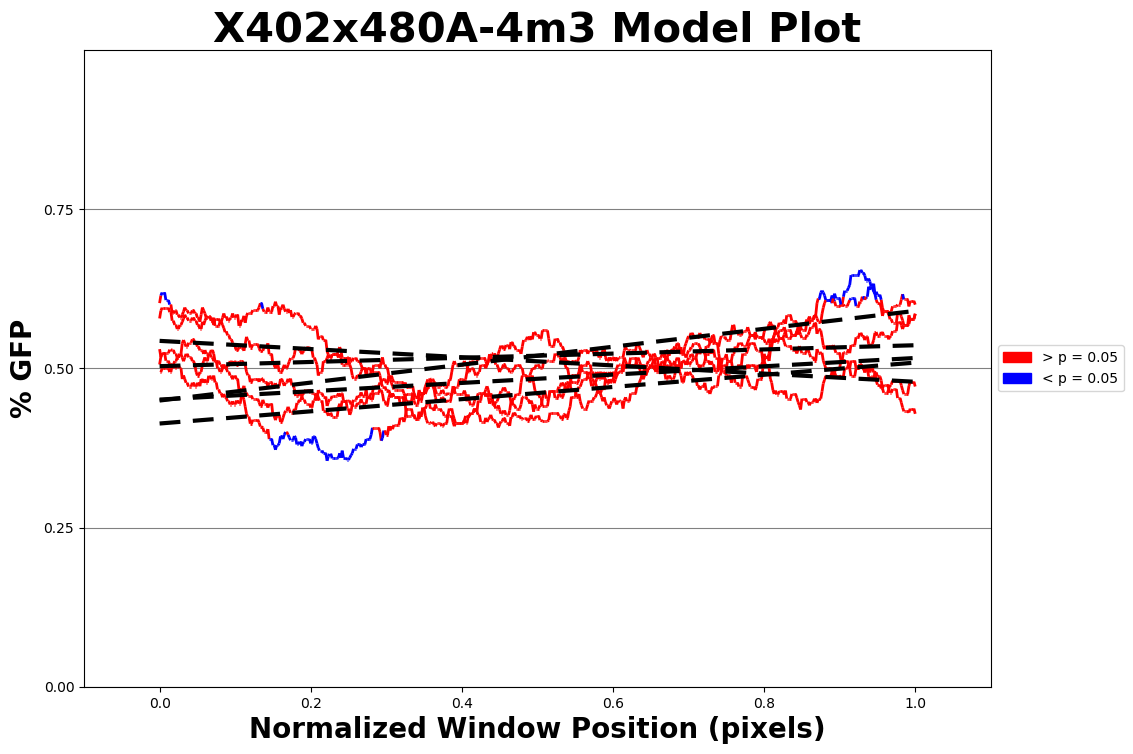 X402x480A-4m3 Model Plot
% GFP
0.75
0.50
0.25
0.00
0.0 0.2 0.4 0.6 0.8 1.0
Normalized Window Position (pixels)
> p = 0.05
< p = 0.05